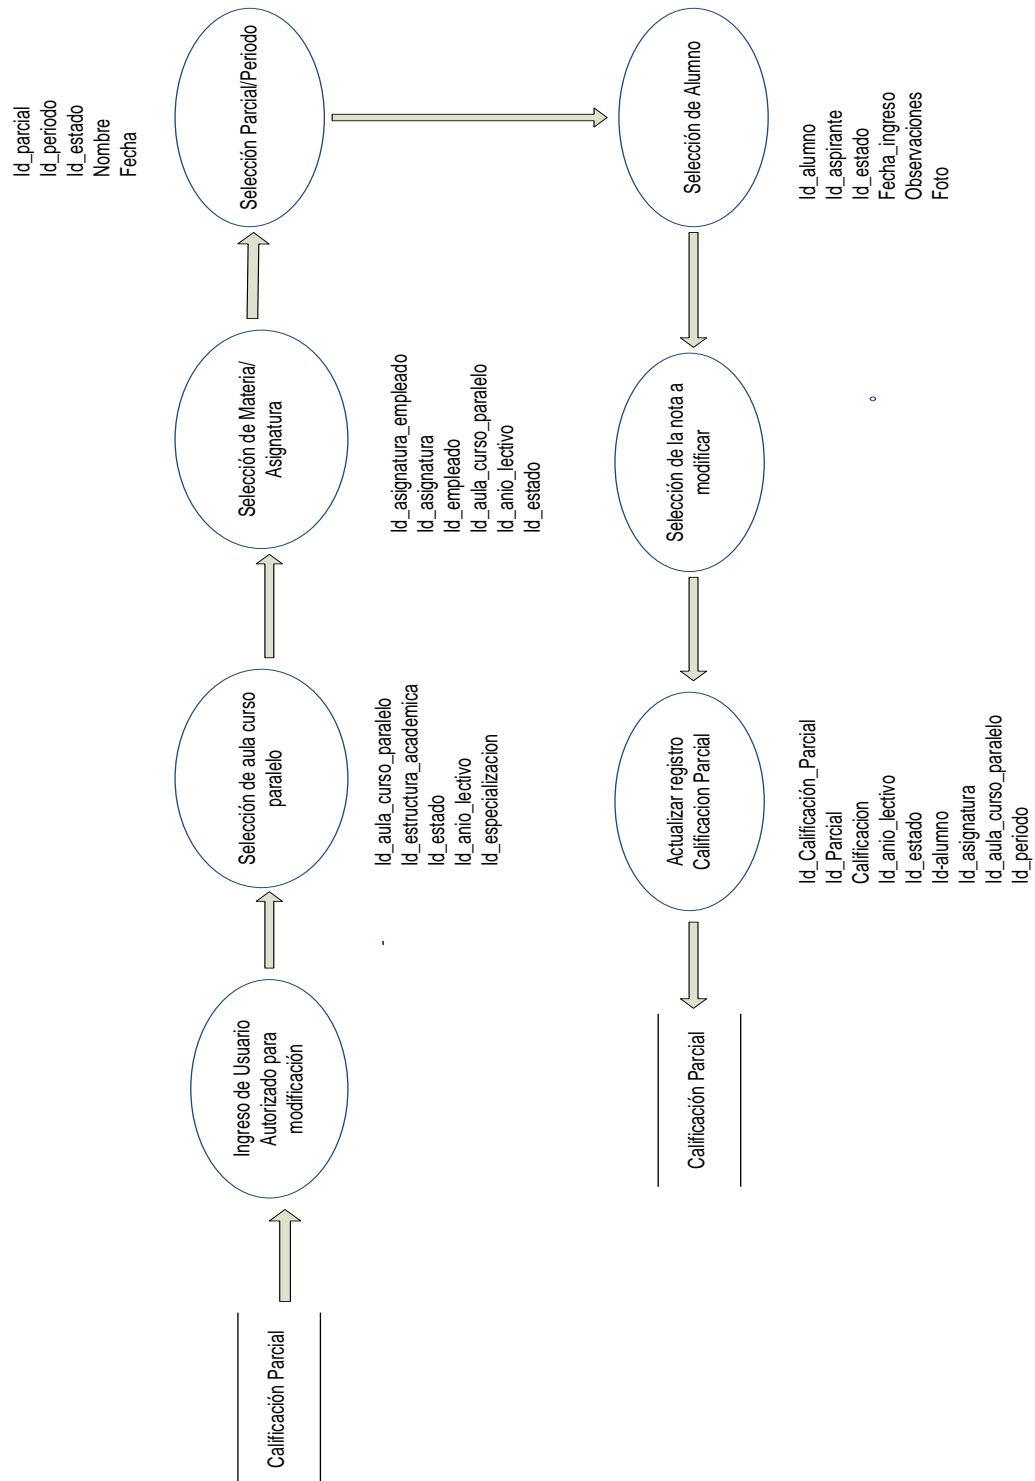 Calificación Parcial
Ingreso de Usuario
Autorizado para
modificación
Selección de aula curso
paralelo
Id_aula_curso_paralelo
Id_estructura_academica
Id_estado
Id_anio_lectivo
Id_especializacion
Selección de Materia/
Asignatura
Id_asignatura_empleado
Id_asignatura
Id_empleado
Id_aula_curso_paralelo
Id_anio_lectivo
Id_estado
Selección Parcial/Periodo
Id_parcial
Id_periodo
Id_estado
Nombre
Fecha
Selección de Alumno
Id_alumno
Id_aspirante
Id_estado
Fecha_ingreso
Observaciones
Foto
Selección de la nota a
modificar
Actualizar registro
Calificacion Parcial
Id_Calificación_Parcial
Id_Parcial
Calificacion
Id_anio_lectivo
Id_estado
Id-alumno
Id_asignatura
Id_aula_curso_paralelo
Id_periodo
Calificación Parcial